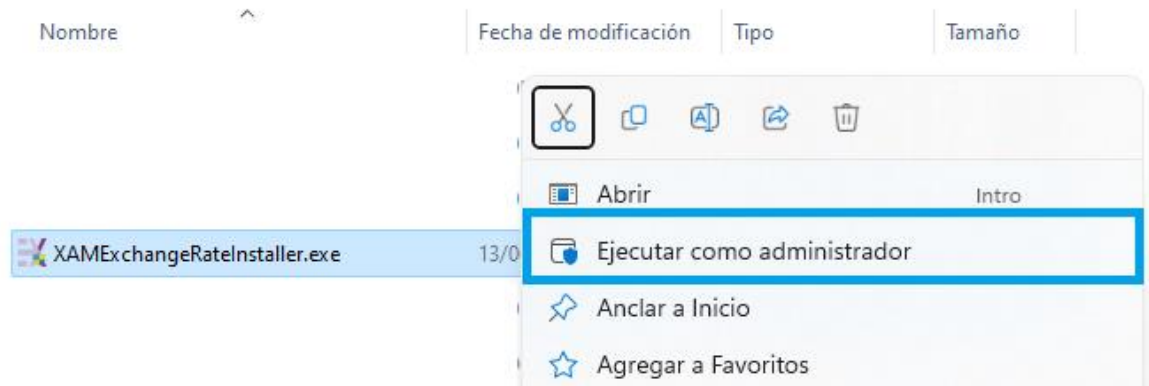 Nombre Fecha de modificación Tipo Tamaño
Abrir Intro
XAMExchangeRateInstaller.exe 13/0 Ejecutar como administrador
Anclar a Inicio
Agregar a Favoritos